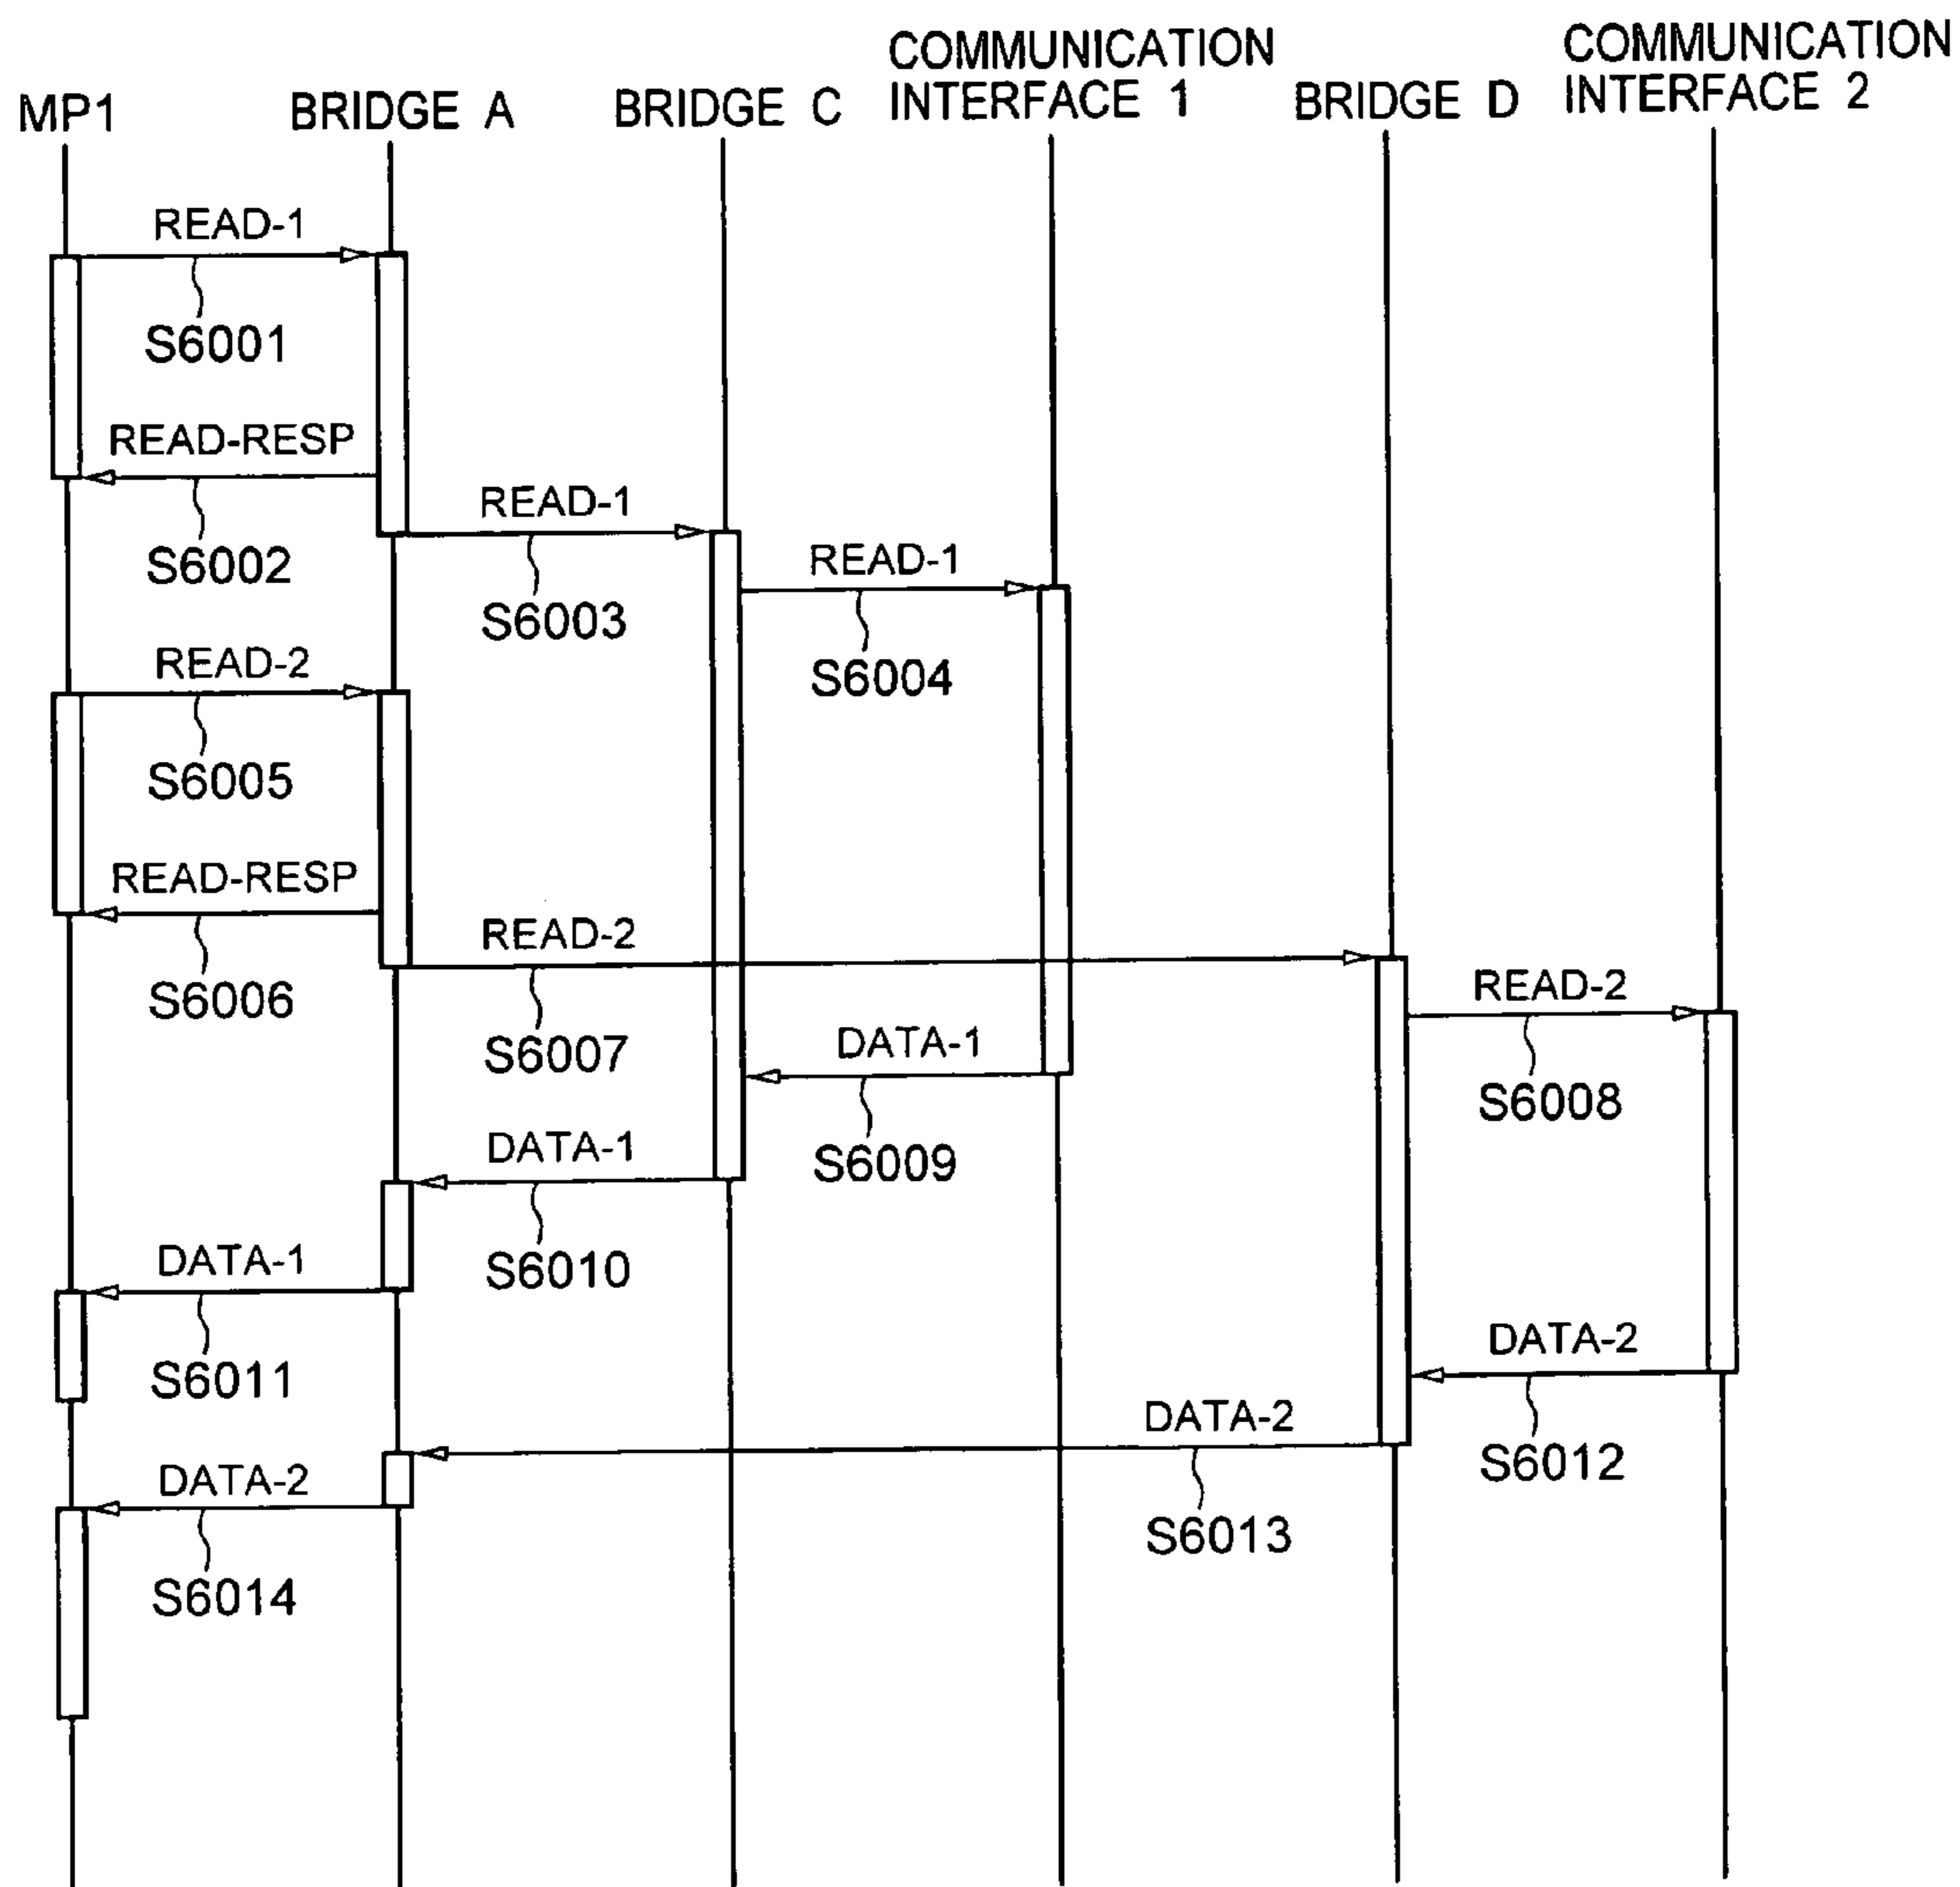 MP1
BRIDGE A
BRIDGE C
COMMUNICATION
INTERFACE 1
BRIDGE D
COMMUNICATION
INTERFACE 2
READ-1
S6001
READ-RESP
S6002
READ-1
S6003
READ-1
S6004
READ-2
S6005
READ-RESP
S6006
READ-2
S6007
READ-2
S6008
DATA-1
S6009
DATA-1
S6010
DATA-1
S6011
DATA-2
S6012
DATA-2
S6013
DATA-2
S6014